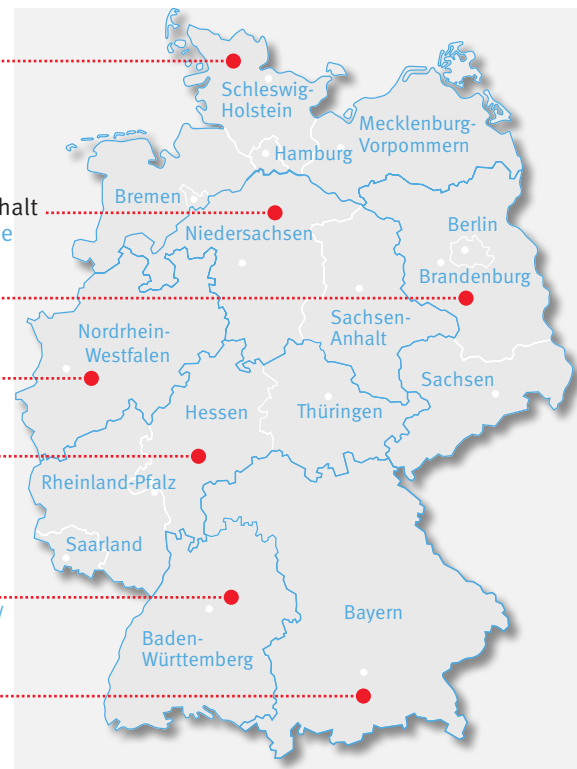 Schleswig-
Holstein
Mecklenburg-
Vorpommern
Hamburg
Bremen
halt
e
Niedersachsen
Berlin
Brandenburg
Sachsen-
Anhalt
Nordrhein-
Westfalen
Sachsen
Hessen
Thüringen
Rheinland-Pfalz
Saarland
/
Bayern
Baden-
Württemberg